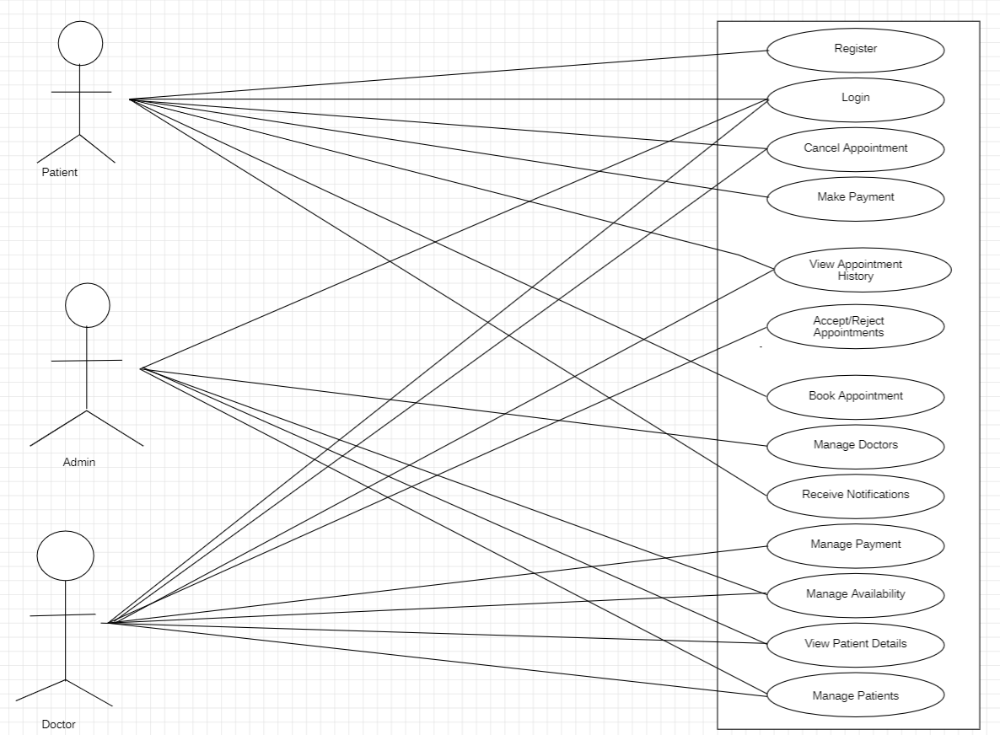 Patient
Admin
Doctor
Register
Login
Cancel Appointment
Make Payment
View Appointment
History
Accept/Reject
Appointments
Book Appointment
Manage Doctors
Receive Notifications
Manage Payment
Manage Availability
View Patient Details
Manage Patients